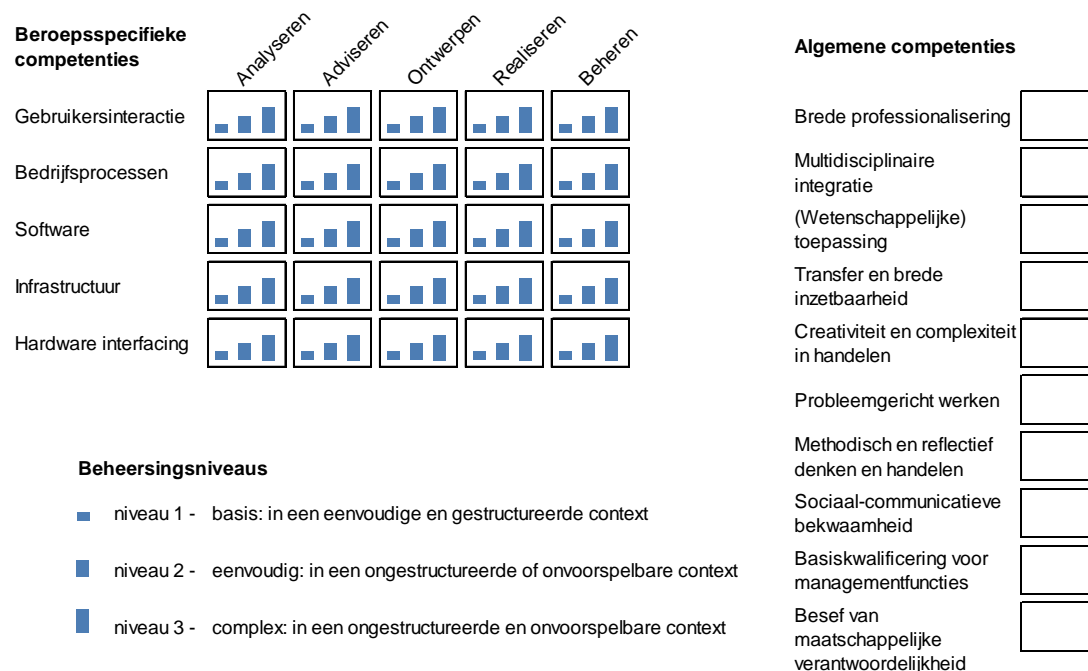 Beroepsspecifieke
competenties
Analyseren
Adviseren
Ontwerpen
Realiseren
Beheren
Gebruikersinteractie
Bedrijfsprocessen
Software
Infrastructuur
Hardware interfacing
Beheersingsniveaus
niveau 1 - basis: in een eenvoudige en gestructureerde context
niveau 2 - eenvoudig: in een ongestructureerde of onvoorspelbare context
niveau 3 - complex: in een ongestructureerde en onvoorspelbare context
Algemene competenties
Brede professionalisering
Multidisciplinaire
integratie
(Wetenschappelijke)
toepassing
Transfer en brede
inzetbaarheid
Creativiteit en complexiteit
in handelen
Probleemgericht werken
Methodisch en reflectief
denken en handelen
Sociaal-communicatieve
bekwaamheid
Basiskwalificering voor
managementfuncties
Besef van
maatschappelijke
verantwoordelijkheid